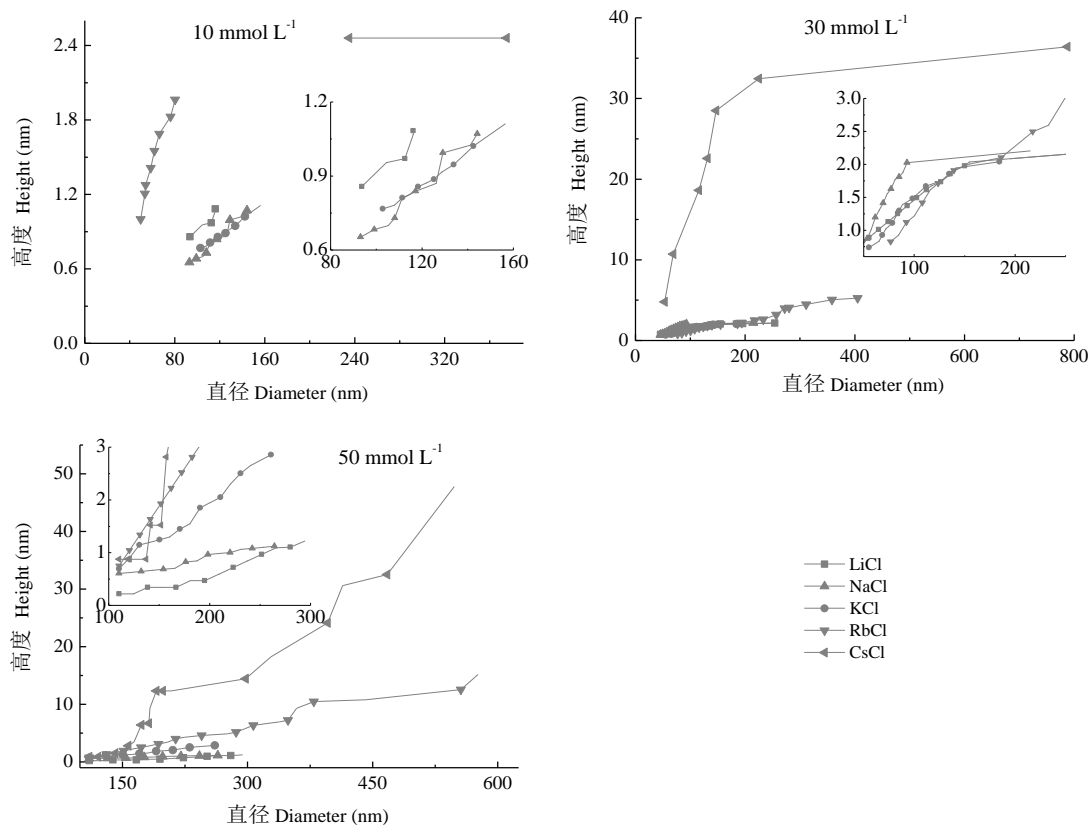 10 mmol L-1
2.4
1.8
1.2
0.6
0.0
高度 Height (nm)
0 80 160 240 320
直径 Diameter (nm)
1.2
0.9
0.6
80 120 160
30 mmol L-1
40
30
20
10
0
高度 Height (nm)
0 200 400 600 800
直径 Diameter (nm)
3.0
2.5
2.0
1.5
1.0
100 200
50 mmol L-1
50
40
30
20
10
0
高度 Height (nm)
150 300 450 600
直径 Diameter (nm)
3
2
1
0
100 200 300
LiCl
NaCl
KCl
RbCl
CsCl